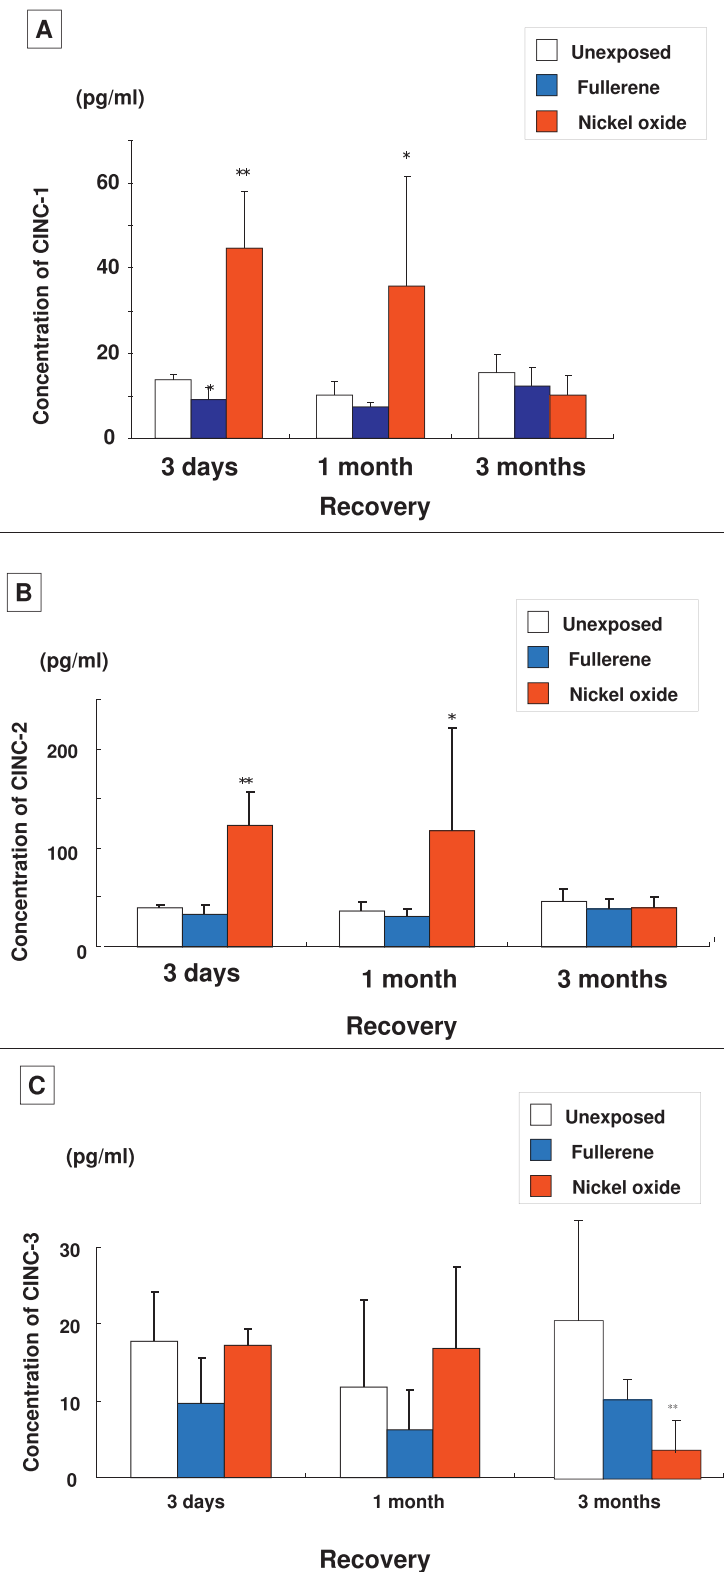 A
Unexposed
Fullerene
Nickel oxide
(pg/ml)
Concentration of CINC-1
60
40
20
0
**
*
*
3 days
1 month
3 months
Recovery
B
Unexposed
Fullerene
Nickel oxide
(pg/ml)
Concentration of CINC-2
200
100
0
**
*
3 days
1 month
3 months
Recovery
C
Unexposed
Fullerene
Nickel oxide
(pg/ml)
Concentration of CINC-3
30
20
10
0
**
3 days
1 month
3 months
Recovery